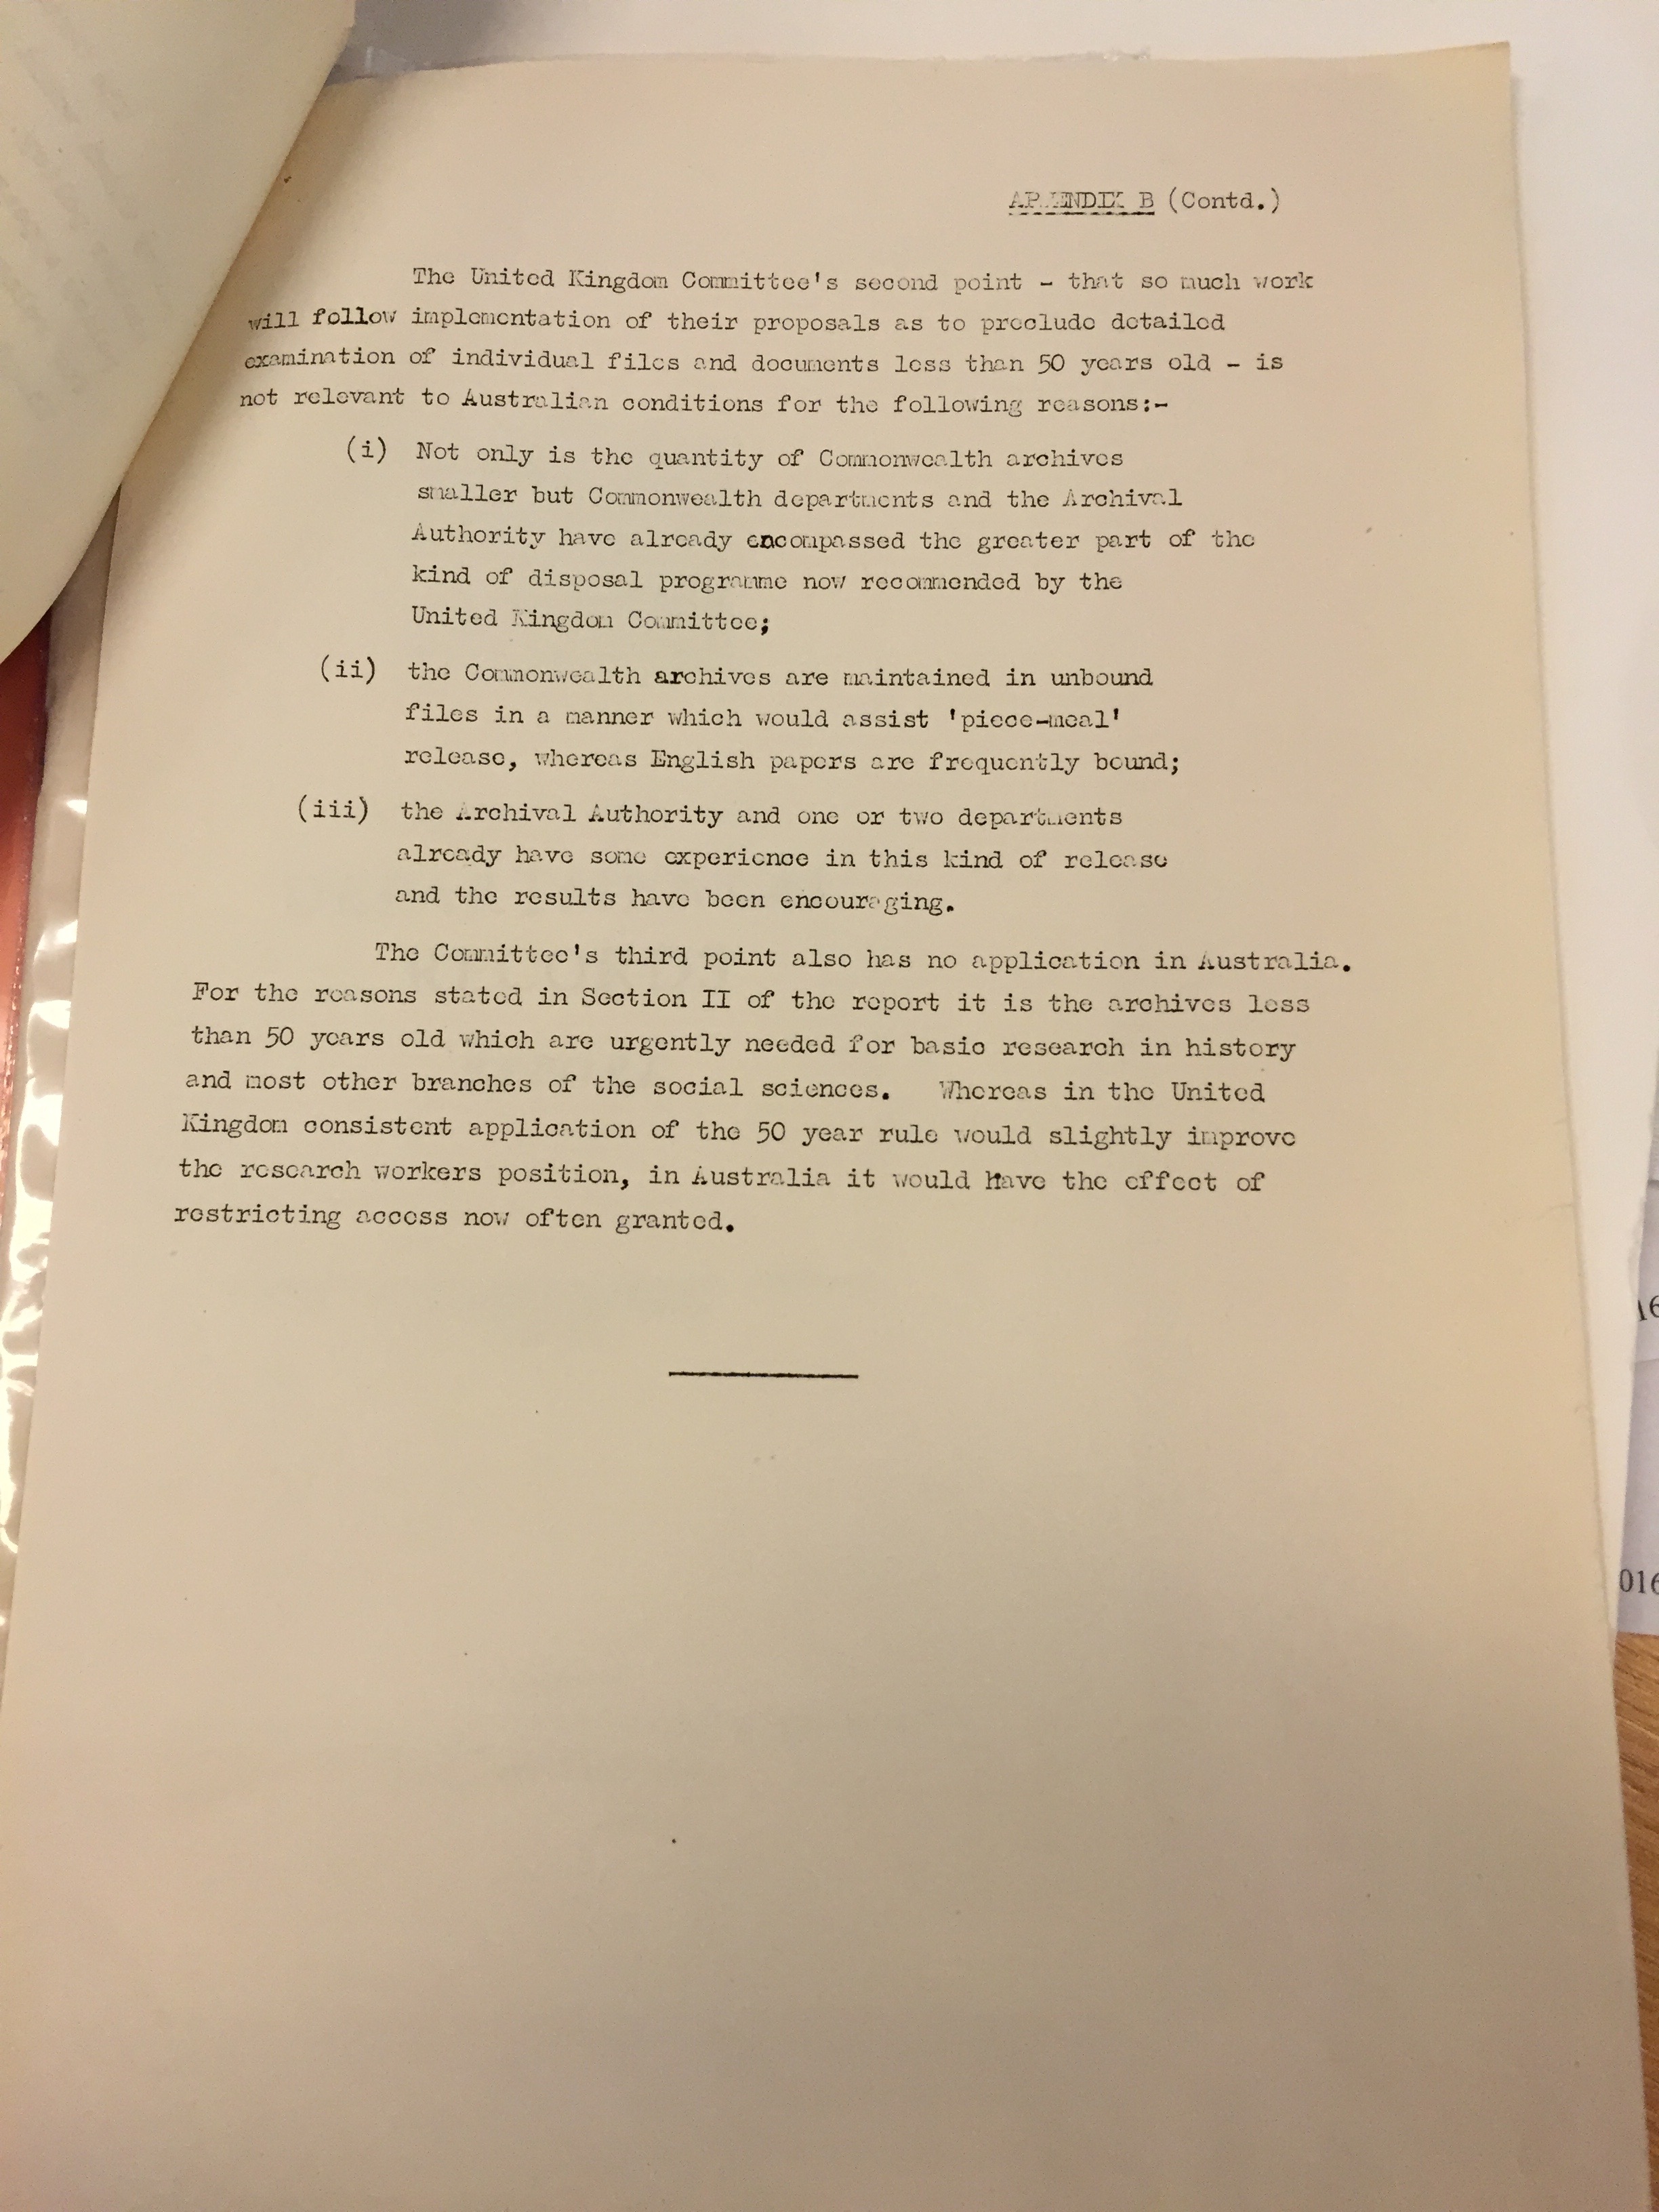 APPENDIX B (Contd.)
The United Kingdom Committee's second point - that so much work
will follow implementation of their proposals as to preclude detailed
examination of individual files and documents less than 50 years old - is
not relevant to Australian conditions for the following reasons:-
(i) Not only is the quantity of Commonwealth archives
smaller but Commonwealth departments and the Archival
Authority have already encompassed the greater part of the
kind of disposal programme now recommended by the
United Kingdom Committee;
(ii) the Commonwealth archives are maintained in unbound
files in a manner which would assist 'piece-meal'
release, whereas English papers are frequently bound;
(iii) the Archival Authority and one or two departments
already have some experience in this kind of release
and the results have been encouraging.
The Committee's third point also has no application in Australia.
For the reasons stated in Section II of the report it is the archives less
than 50 years old which are urgently needed for basic research in history
and most other branches of the social sciences. Whereas in the United
Kingdom consistent application of the 50 year rule would slightly improve
the research workers position, in Australia it would have the effect of
restricting access now often granted.
16
016